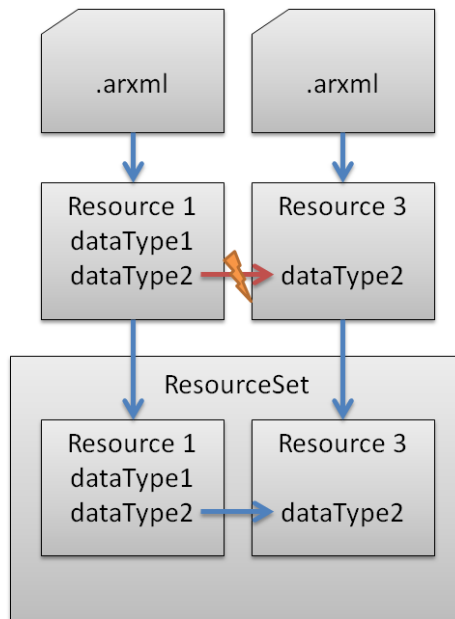 .arxml
.arxml
Resource 1
dataType1
dataType2
Resource 3
dataType2
ResourceSet
Resource 1
dataType1
dataType2
Resource 3
dataType2